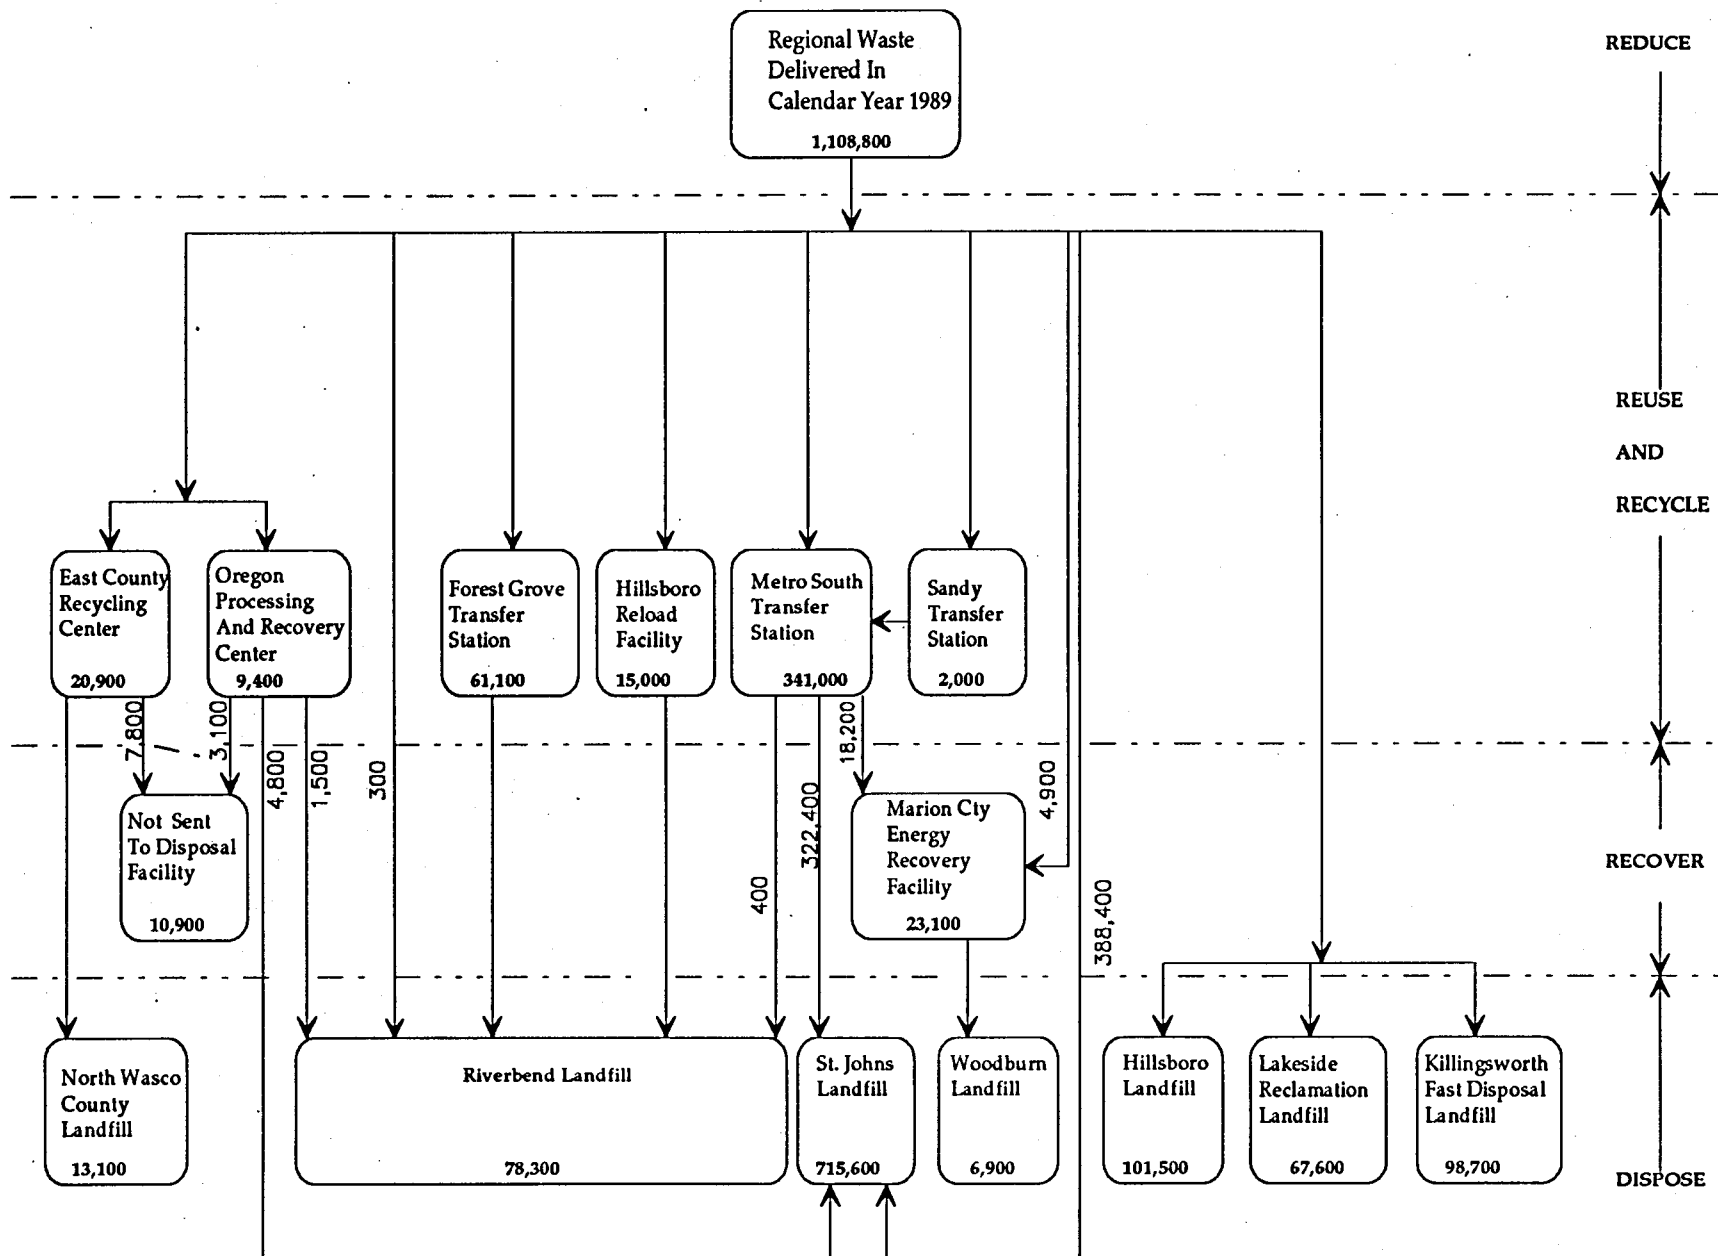 Regional Waste
Delivered In
Calendar Year 1989
1,108,800
REDUCE
REUSE
AND
RECYCLE
East County
Recycling
Center
20,900
Oregon
Processing
And Recovery
Center
9,400
Forest Grove
Transfer
Station
61,100
Hillsboro
Reload
Facility
15,000
Metro South
Transfer
Station
341,000
Sandy
Transfer
Station
2,000
7,800
3,100
4,800
1,500
300
400
322,400
18,200
4,900
388,400
Not Sent
To Disposal
Facility
10,900
Marion Cty
Energy
Recovery
Facility
23,100
RECOVER
North Wasco
County
Landfill
13,100
Riverbend Landfill
78,300
St. Johns
Landfill
715,600
Woodburn
Landfill
6,900
Hillsboro
Landfill
101,500
Lakeside
Reclamation
Landfill
67,600
Killingsworth
Fast Disposal
Landfill
98,700
DISPOSE